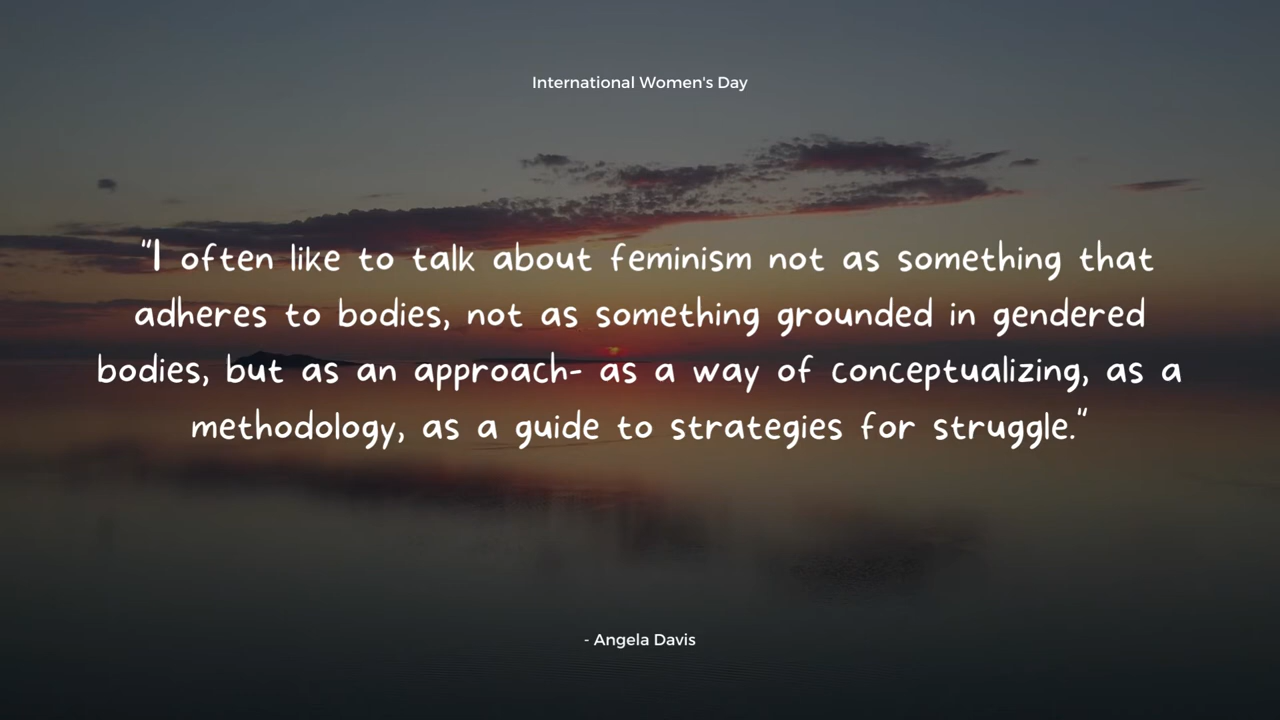 International Women's Day
"I often like to talk about feminism not as something that
adheres to bodies, not as something grounded in gendered
bodies, but as an approach- as a way of conceptualizing, as a
methodology, as a guide to strategies for struggle."
- Angela Davis